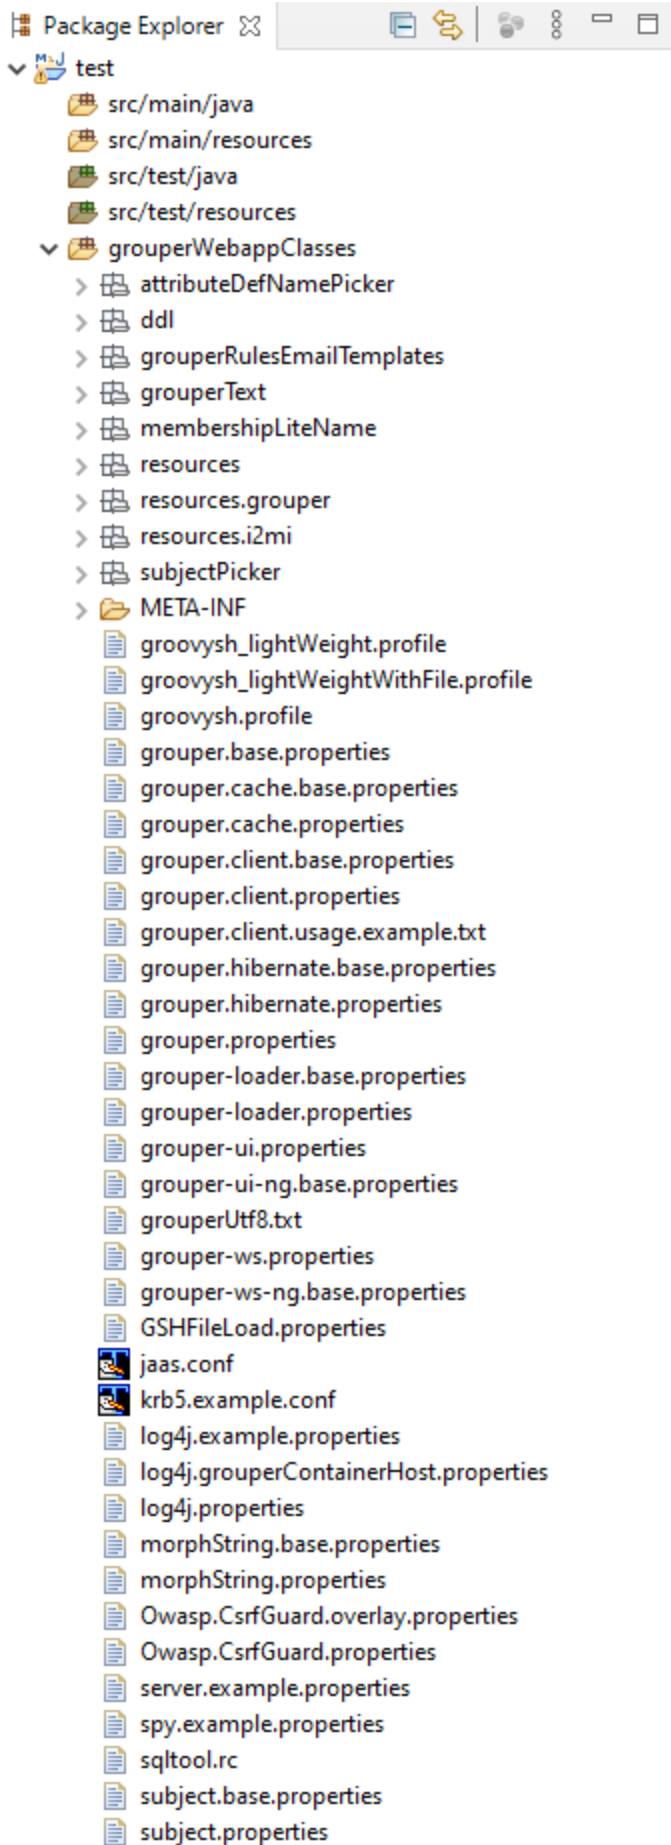 Package Explorer
test
src/main/java
src/main/resources
src/test/java
src/test/resources
grouperWebappClasses
attributeDefNamePicker
ddl
grouperRulesEmailTemplates
grouperText
membershipLiteName
resources
resources.grouper
resources.i2mi
subjectPicker
META-INF
groovysh_lightWeight.profile
groovysh_lightWeightWithFile.profile
groovysh.profile
grouper.base.properties
grouper.cache.base.properties
grouper.cache.properties
grouper.client.base.properties
grouper.client.properties
grouper.client.usage.example.txt
grouper.hibernate.base.properties
grouper.hibernate.properties
grouper.properties
grouper-loader.base.properties
grouper-loader.properties
grouper-ui.properties
grouper-ui-ng.base.properties
grouperUtf8.txt
grouper-ws.properties
grouper-ws-ng.base.properties
GSHFileLoad.properties
jaas.conf
krb5.example.conf
log4j.example.properties
log4j.grouperContainerHost.properties
log4j.properties
morphString.base.properties
morphString.properties
Owasp.CsrfGuard.overlay.properties
Owasp.CsrfGuard.properties
server.example.properties
spy.example.properties
sqltool.rc
subject.base.properties
subject.properties